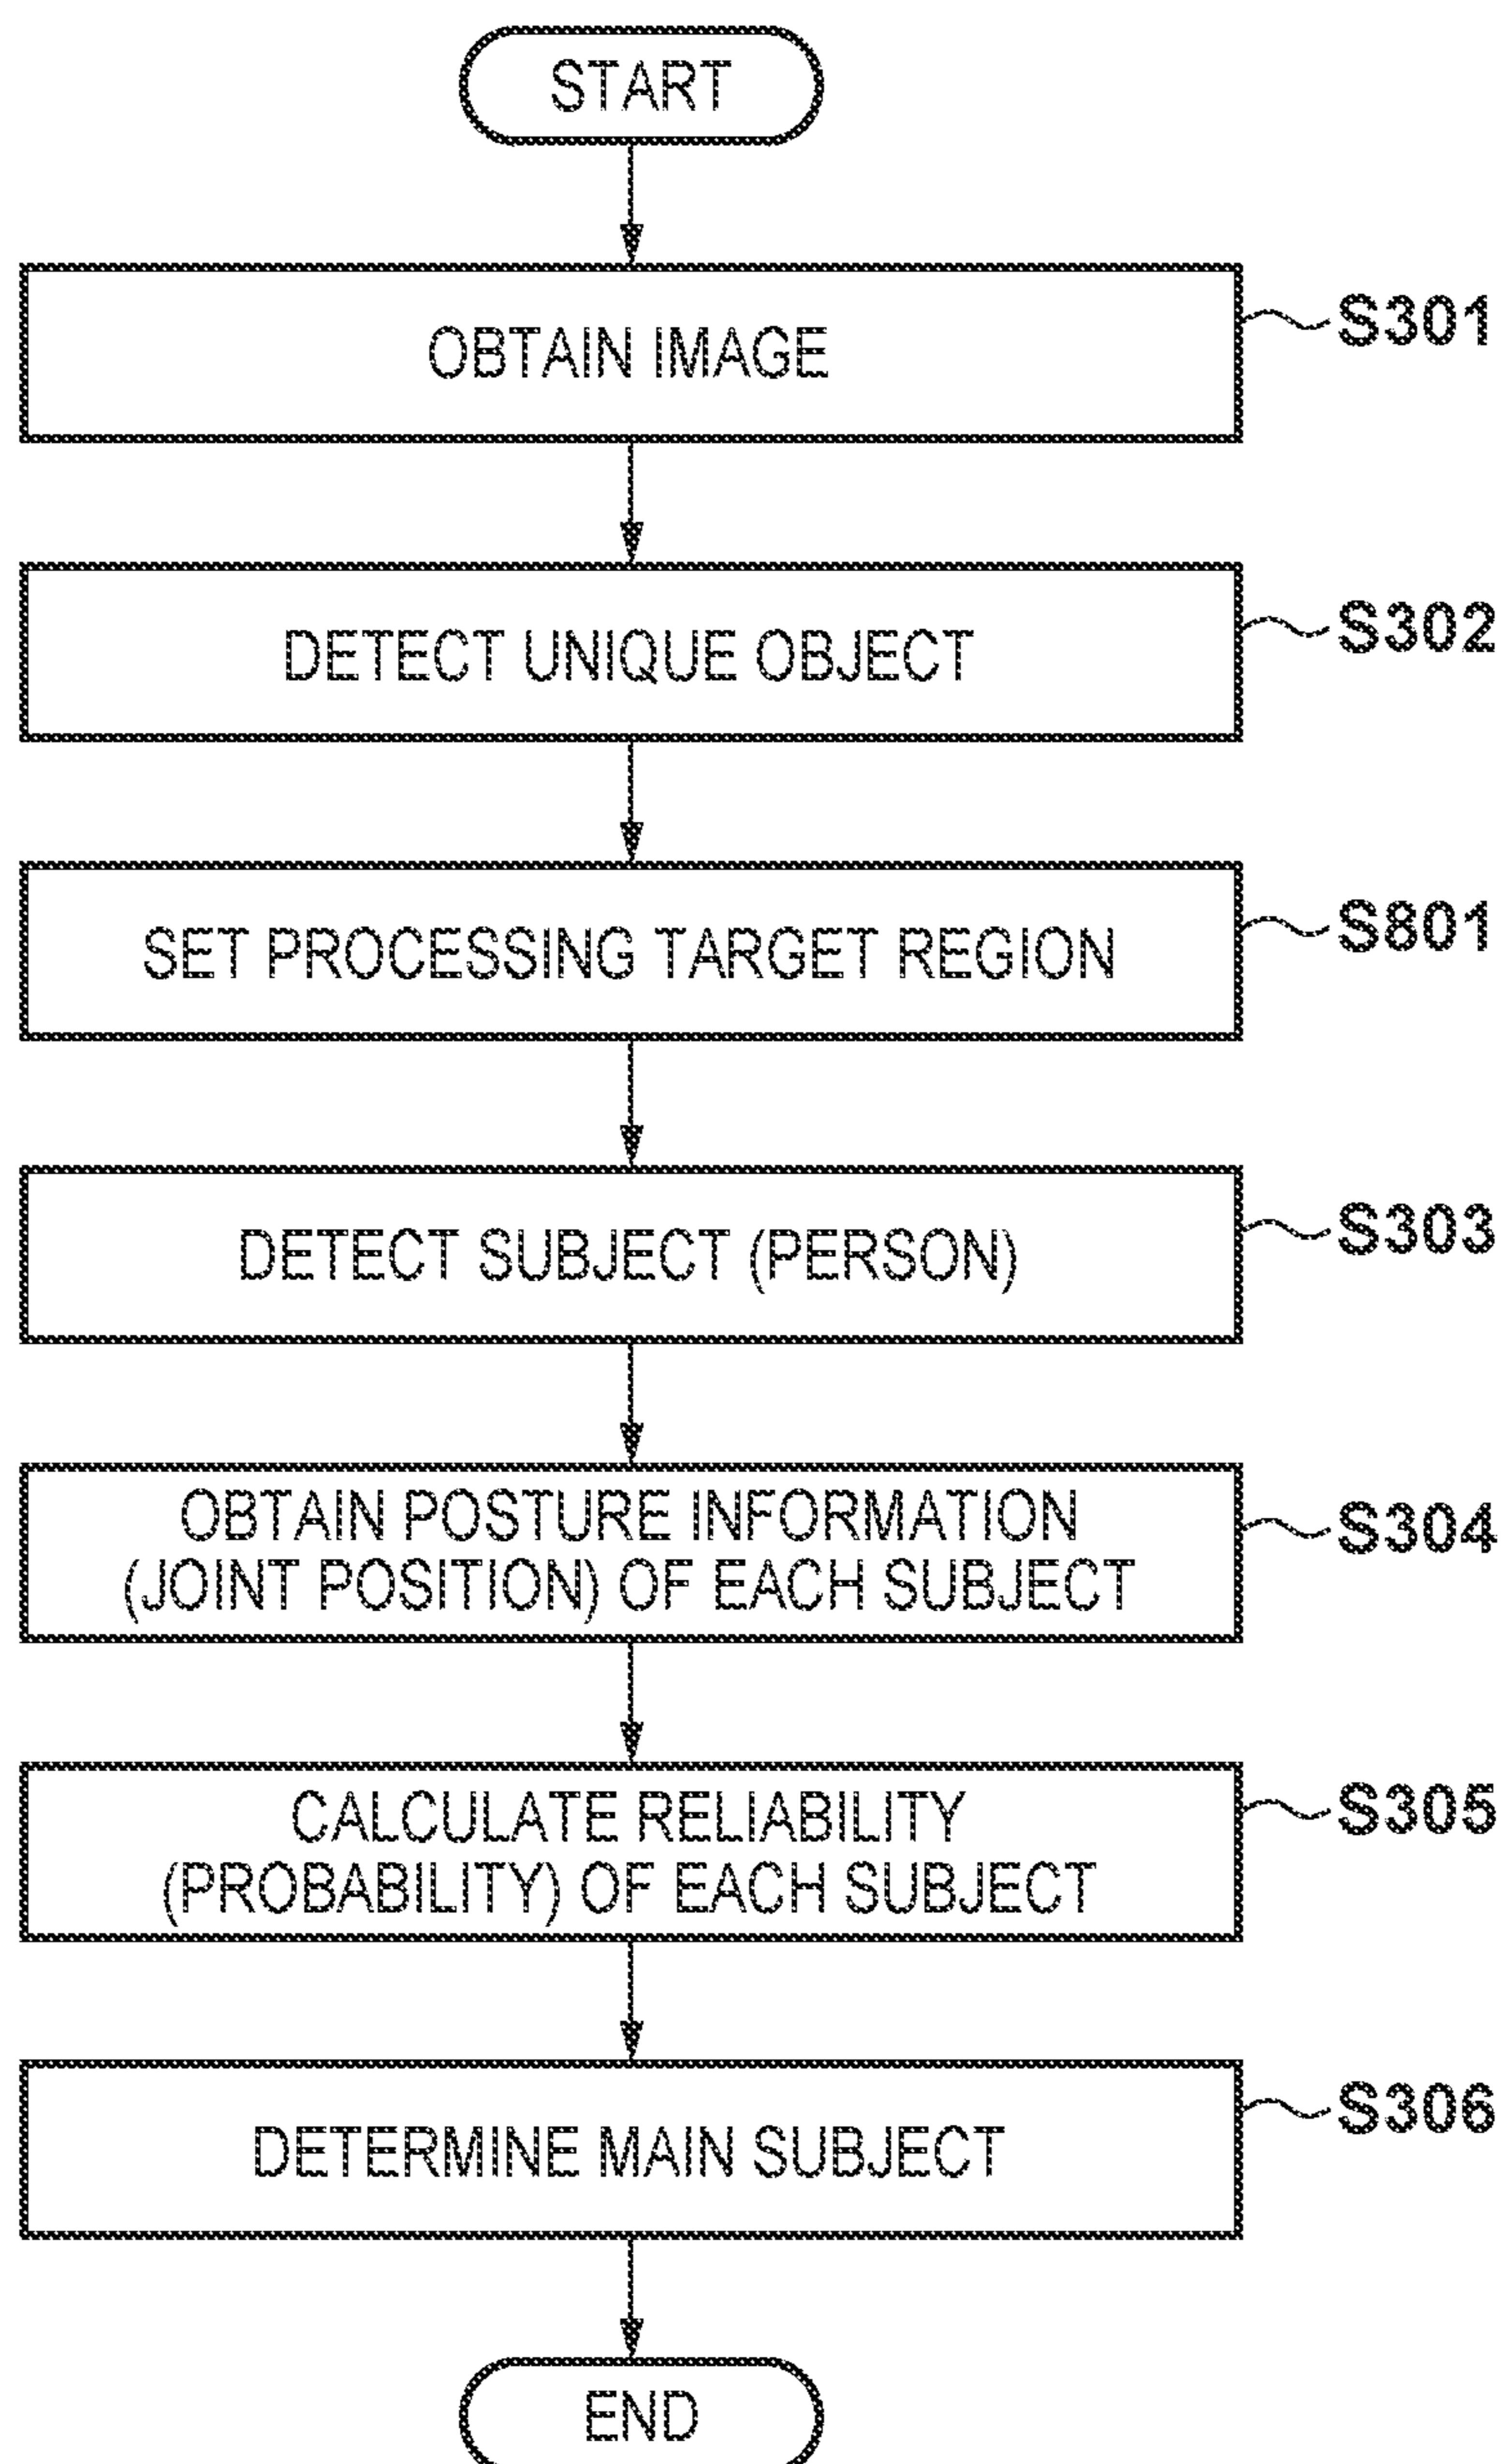 START
OBTAIN IMAGE
S301
DETECT UNIQUE OBJECT
S302
SET PROCESSING TARGET REGION
S801
DETECT SUBJECT (PERSON)
S303
OBTAIN POSTURE INFORMATION
(JOINT POSITION) OF EACH SUBJECT
S304
CALCULATE RELIABILITY
(PROBABILITY) OF EACH SUBJECT
S305
DETERMINE MAIN SUBJECT
S306
END